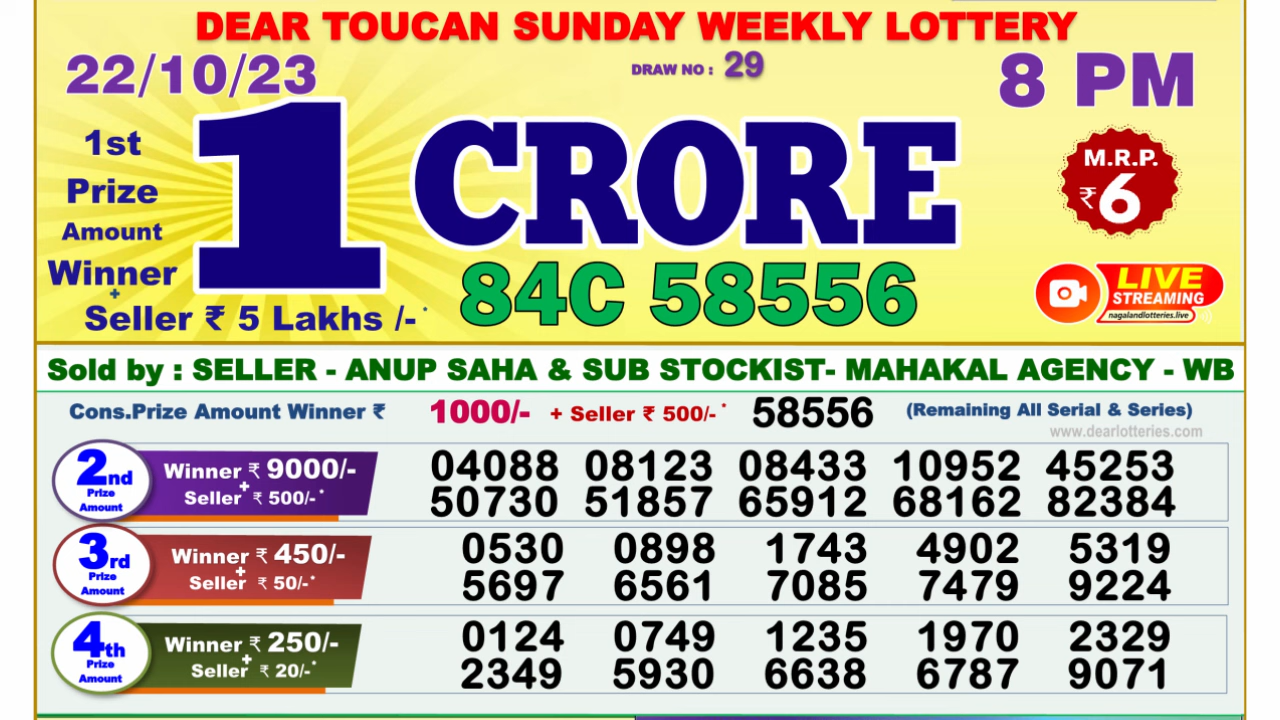 DEAR TOUCAN SUNDAY WEEKLY LOTTERY
22/10/23
DRAW NO : 29
8 PM
1st
Prize
Amount
Winner
+
Seller ₹ 5 Lakhs /-*
1 CRORE
84C 58556
M.R.P.
₹6
LIVE
STREAMING
nagalandlotteries.live
Sold by : SELLER - ANUP SAHA & SUB STOCKIST- MAHAKAL AGENCY - WB
Cons.Prize Amount Winner ₹ 1000/- + Seller ₹ 500/-* 58556 (Remaining All Serial & Series)
www.dearlotteries.com
2nd
Prize
Amount
Winner ₹ 9000/-
+
Seller ₹ 500/-*
04088 08123 08433 10952 45253
50730 51857 65912 68162 82384
3rd
Prize
Amount
Winner ₹ 450/-
+
Seller ₹ 50/-*
0530 0898 1743 4902 5319
5697 6561 7085 7479 9224
4th
Prize
Amount
Winner ₹ 250/-
+
Seller ₹ 20/-*
0124 0749 1235 1970 2329
2349 5930 6638 6787 9071